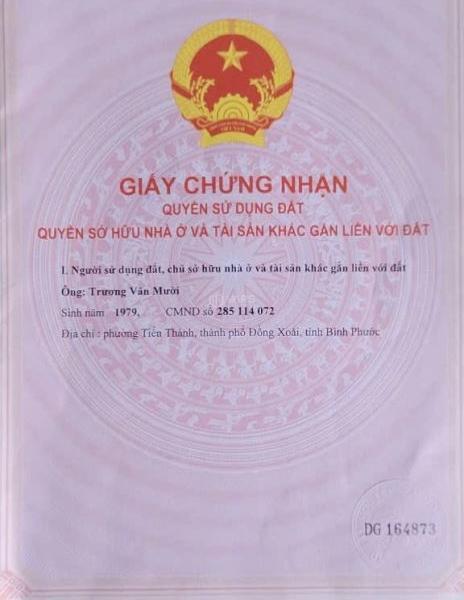 GIẤY CHỨNG NHẬN
QUYỀN SỬ DỤNG ĐẤT
QUYỀN SỞ HỮU NHÀ Ở VÀ TÀI SẢN KHÁC GẮN LIỀN VỚI ĐẤT
I. Người sử dụng đất, chủ sở hữu nhà ở và tài sản khác gắn liền với đất
Ông: Trương Văn Mười
Sinh năm 1979, CMND số 285 114 072
Địa chỉ : phường Tiến Thành, thành phố Đồng Xoài, tỉnh Bình Phước
DG 164873